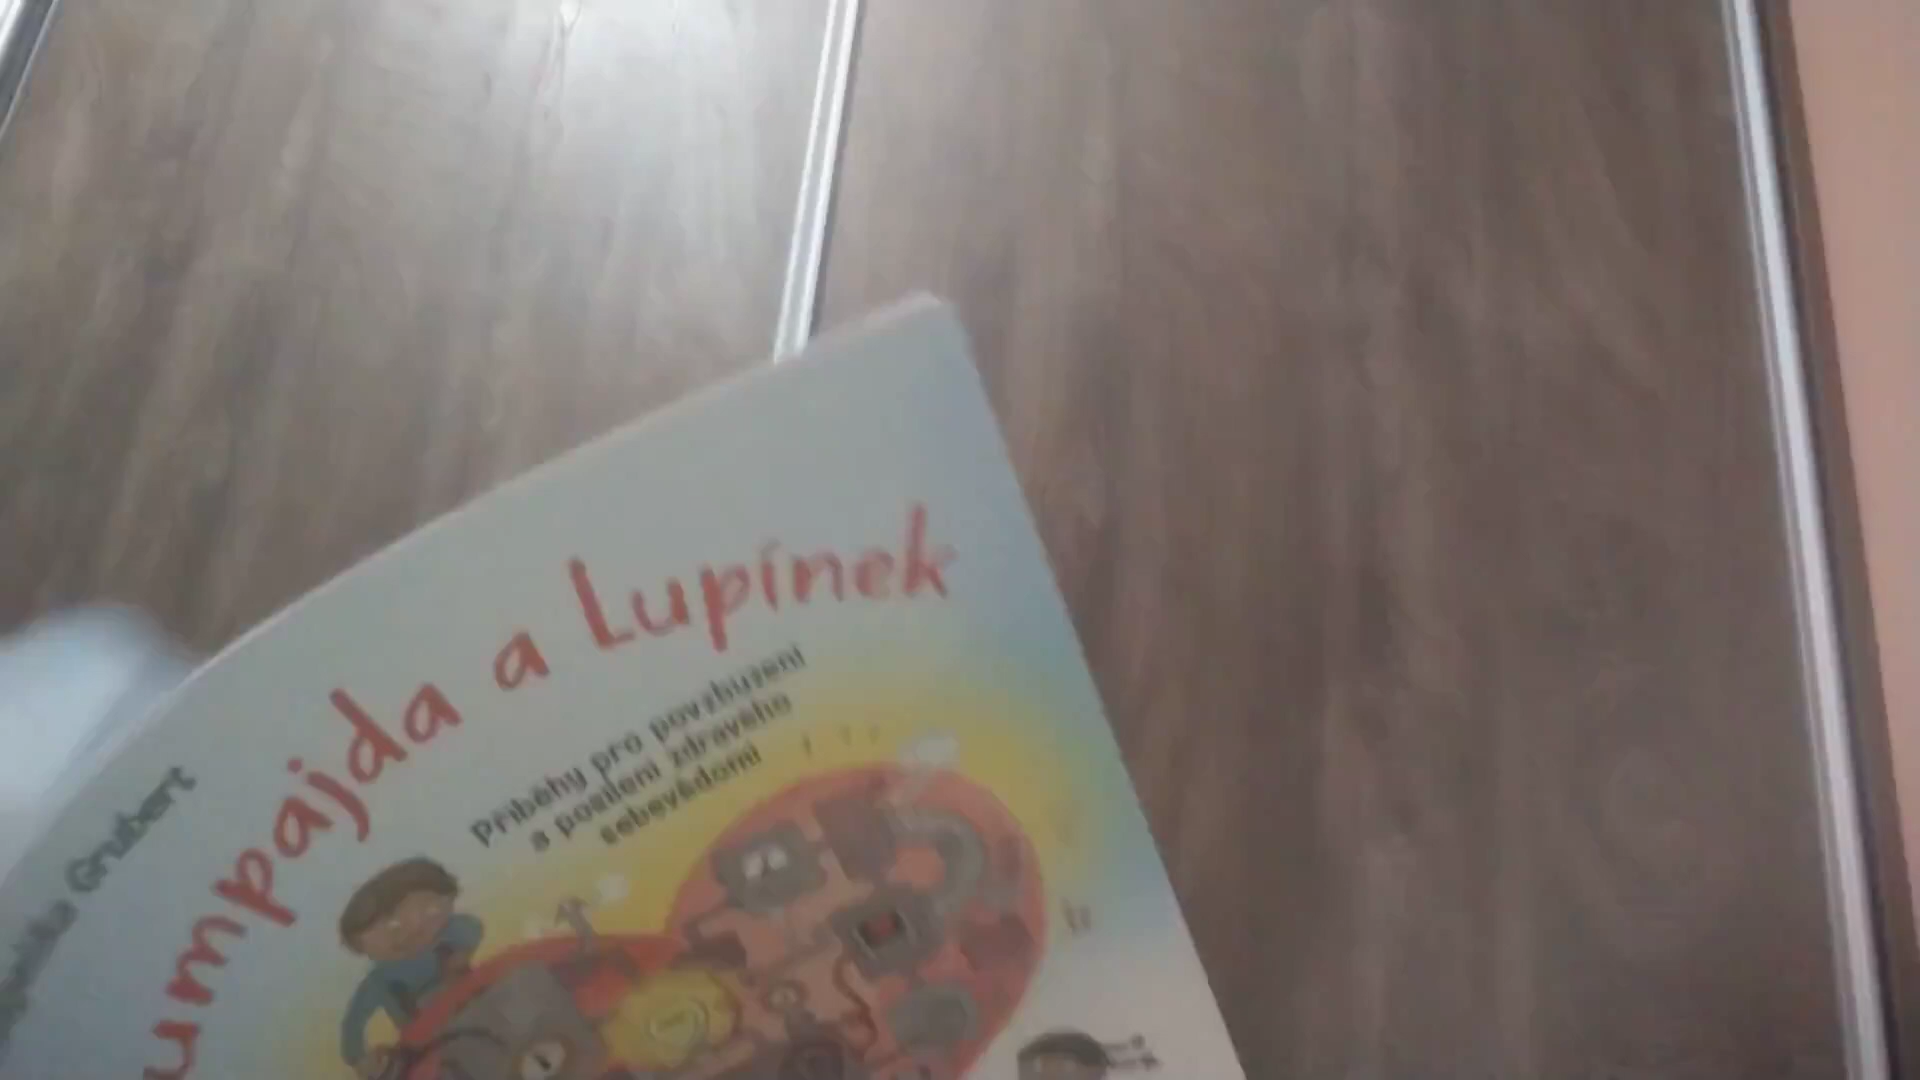 Grubert
umpajda a Lupínek
Příběhy pro povzbuzení
a posílení zdravého
sebevědomí